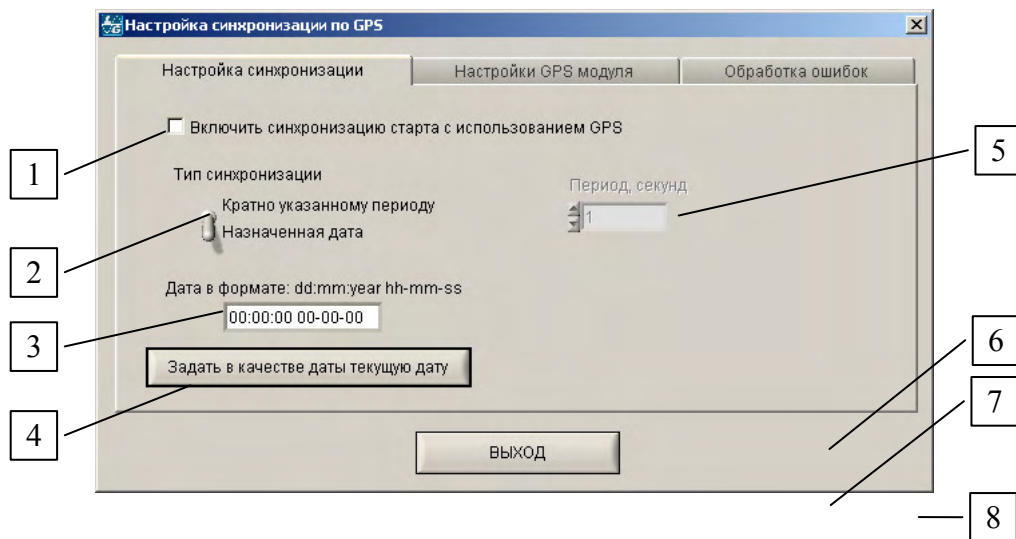 Настройка синхронизации по GPS
Настройка синхронизации
Настройки GPS модуля
Обработка ошибок
Включить синхронизацию старта с использованием GPS
1
5
Тип синхронизации
Период, секунд
Кратно указанному периоду
1
Назначенная дата
2
Дата в формате: dd:mm:year hh-mm-ss
00:00:00 00-00-00
3
6
Задать в качестве даты текущую дату
7
4
ВЫХОД
8